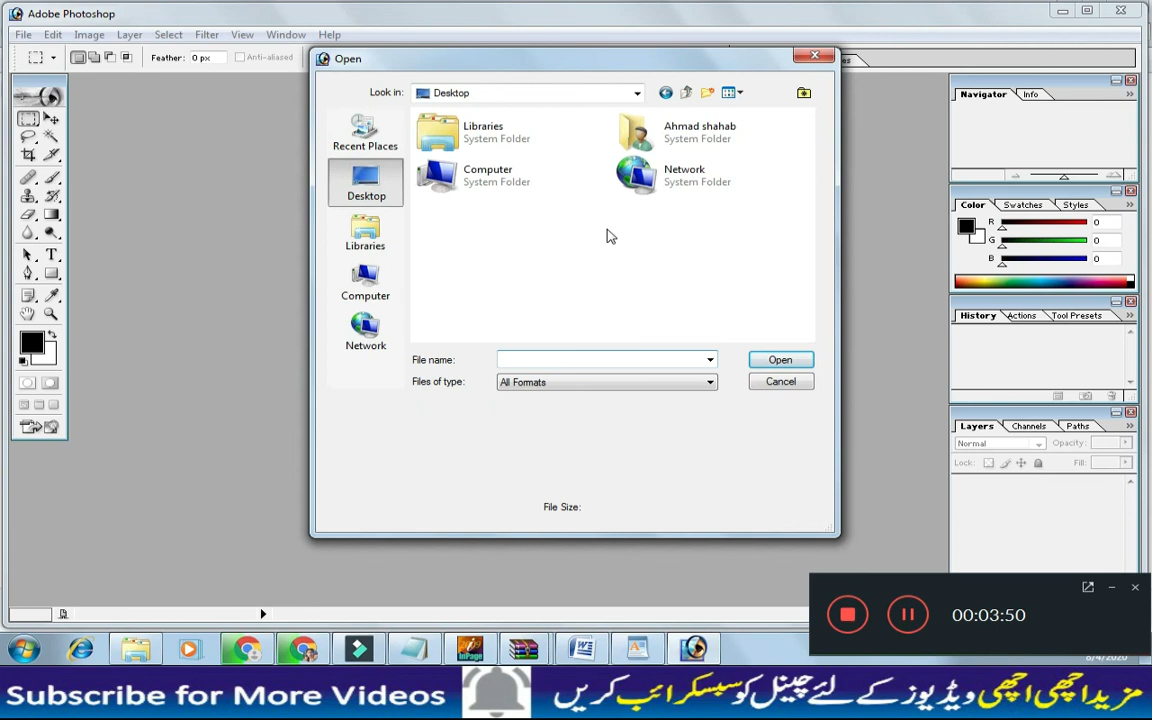 Adobe Photoshop
File Edit Image Layer Select Filter View Window Help
Feather: 0 px Anti-aliased
Open
Look in: Desktop
Recent Places
Desktop
Libraries
Computer
Network
Libraries
System Folder
Ahmad shahab
System Folder
Computer
System Folder
Network
System Folder
File name:
Open
Files of type: All Formats
Cancel
File Size:
Navigator Info
Color Swatches Styles
R 0
G 0
B 0
History Actions Tool Presets
Layers Channels Paths
Normal Opacity:
Lock: Fill:
00:03:50
8/4/2020
Subscribe for More Videos
مزید اچھی اچھی ویڈیوز کے لئے چینل کو سبسکرائب کریں